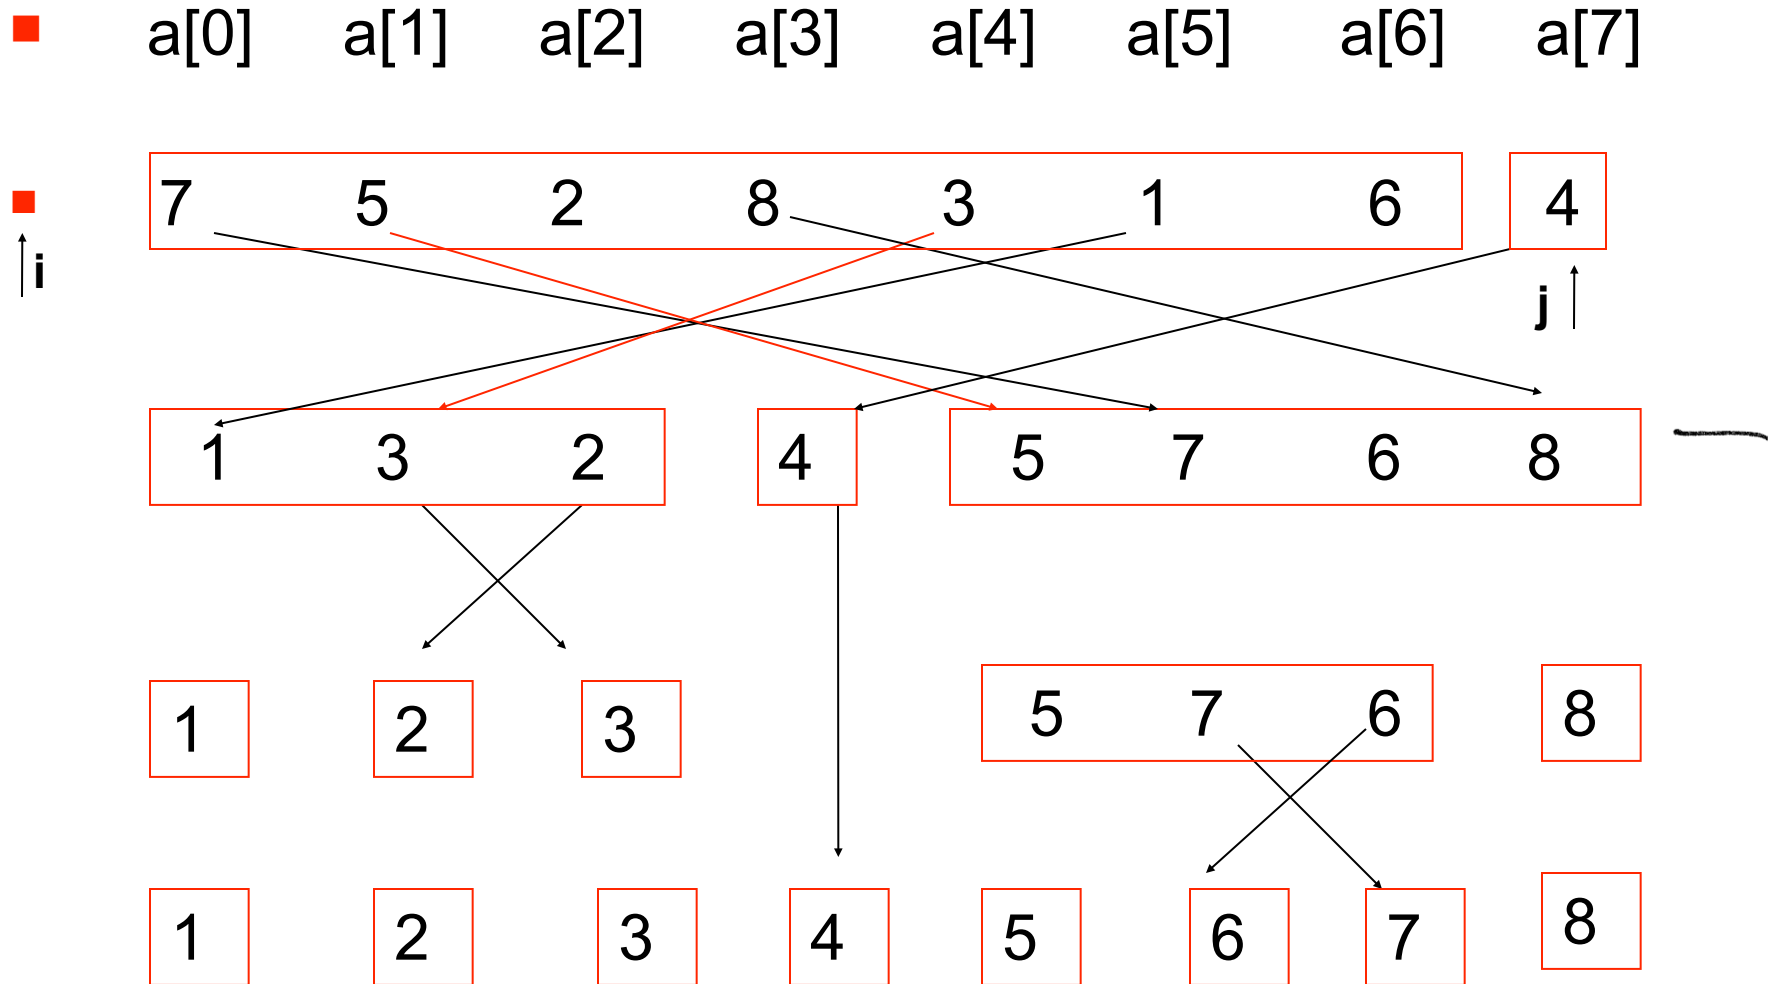 a[0] a[1] a[2] a[3] a[4] a[5] a[6] a[7]
7 5 2 8 3 1 6 4
i
j
1 3 2 4 5 7 6 8
1 2 3 5 7 6 8
1 2 3 4 5 6 7 8